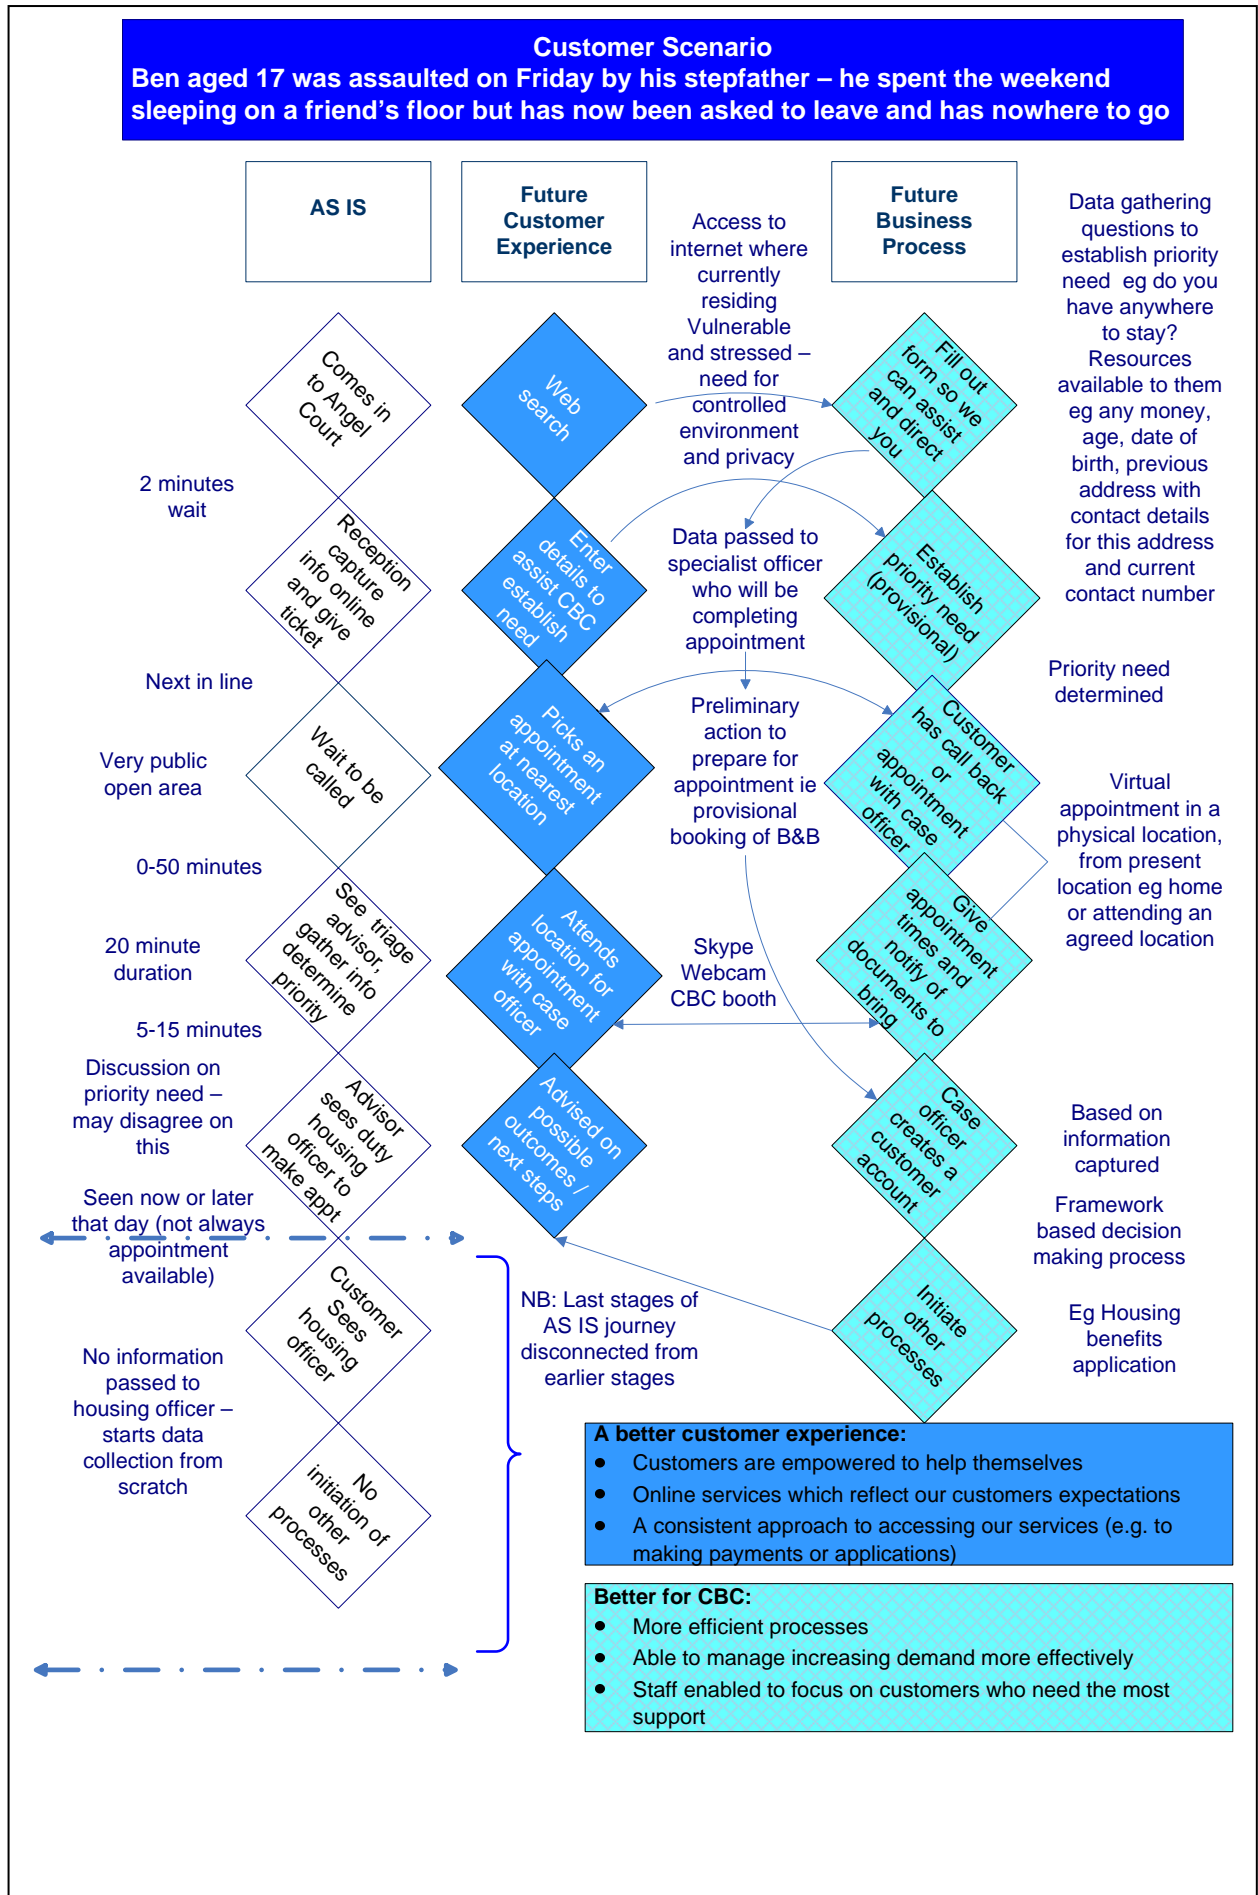 Customer Scenario
Ben aged 17 was assaulted on Friday by his stepfather – he spent the weekend
sleeping on a friend's floor but has now been asked to leave and has nowhere to go
AS IS
Comes in
to Angel
Court
2 minutes
wait
Reception
capture
info online
and give
ticket
Next in line
Very public
open area
Wait to be
called
0-50 minutes
20 minute
duration
See triage
advisor,
gather info
determine
priority
5-15 minutes
Discussion on
priority need –
may disagree on
this
Advisor
sees duty
housing
officer to
make appt
Seen now or later
that day (not always
appointment
available)
Customer
Sees
housing
officer
No information
passed to
housing officer –
starts data
collection from
scratch
No
initiation of
other
processes
NB: Last stages of
AS IS journey
disconnected from
earlier stages
Future
Customer
Experience
Web
search
Enter
details to
assist CBC
establish
need
Picks an
appointment
at nearest
location
Attends
location for
appointment
with case
officer
Advised on
possible
outcomes /
next steps
Access to
internet where
currently
residing
Vulnerable
and stressed –
need for
controlled
environment
and privacy
Data passed to
specialist officer
who will be
completing
appointment
Preliminary
action to
prepare for
appointment ie
provisional
booking of B&B
Skype
Webcam
CBC booth
Future
Business
Process
Fill out
form so we
can assist
and direct
you
Establish
priority need
(provisional)
Customer
has call back
or
appointment
with case
officer
Give
appointment
times and
notify of
documents to
bring
Case
officer
creates a
customer
account
Initiate
other
processes
Data gathering
questions to
establish priority
need eg do you
have anywhere
to stay?
Resources
available to them
eg any money,
age, date of
birth, previous
address with
contact details
for this address
and current
contact number
Priority need
determined
Virtual
appointment in a
physical location,
from present
location eg home
or attending an
agreed location
Based on
information
captured
Framework
based decision
making process
Eg Housing
benefits
application
A better customer experience:
• Customers are empowered to help themselves
• Online services which reflect our customers expectations
• A consistent approach to accessing our services (e.g. to
making payments or applications)
Better for CBC:
• More efficient processes
• Able to manage increasing demand more effectively
• Staff enabled to focus on customers who need the most
support